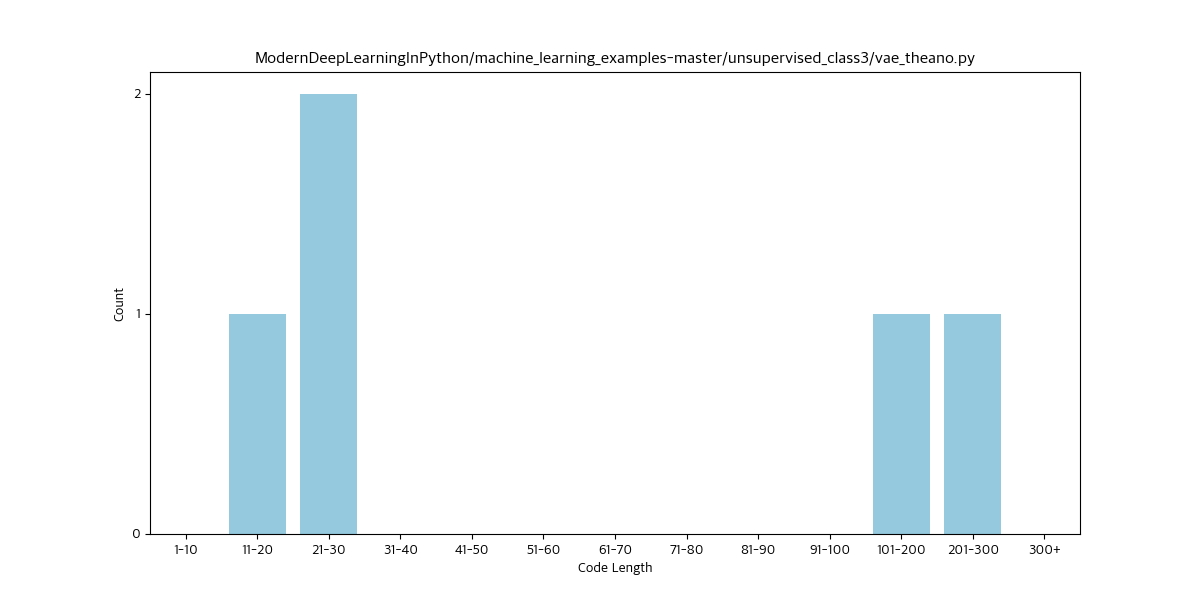 ModernDeepLearningInPython/machine_learning_examples-master/unsupervised_class3/vae_theano.py
2
1
0
Count
1-10 11-20 21-30 31-40 41-50 51-60 61-70 71-80 81-90 91-100 101-200 201-300 300+
Code Length